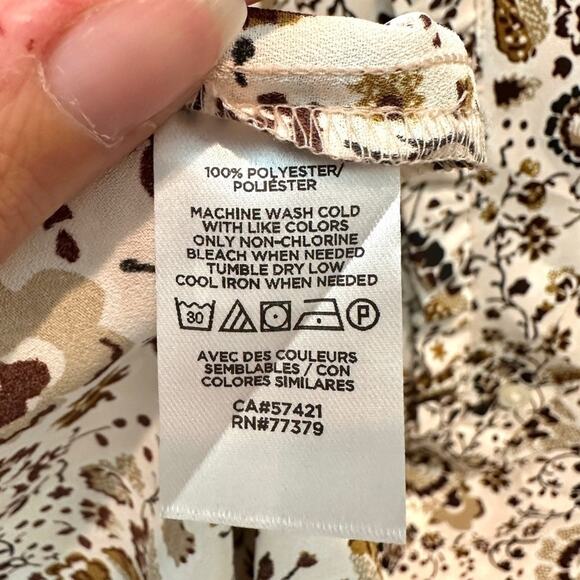 100% POLYESTER/
POLIÉSTER
MACHINE WASH COLD
WITH LIKE COLORS
ONLY NON-CHLORINE
BLEACH WHEN NEEDED
TUMBLE DRY LOW
COOL IRON WHEN NEEDED
30 P
AVEC DES COULEURS
SEMBLABLES / CON
COLORES SIMILARES
CA#57421
RN#77379